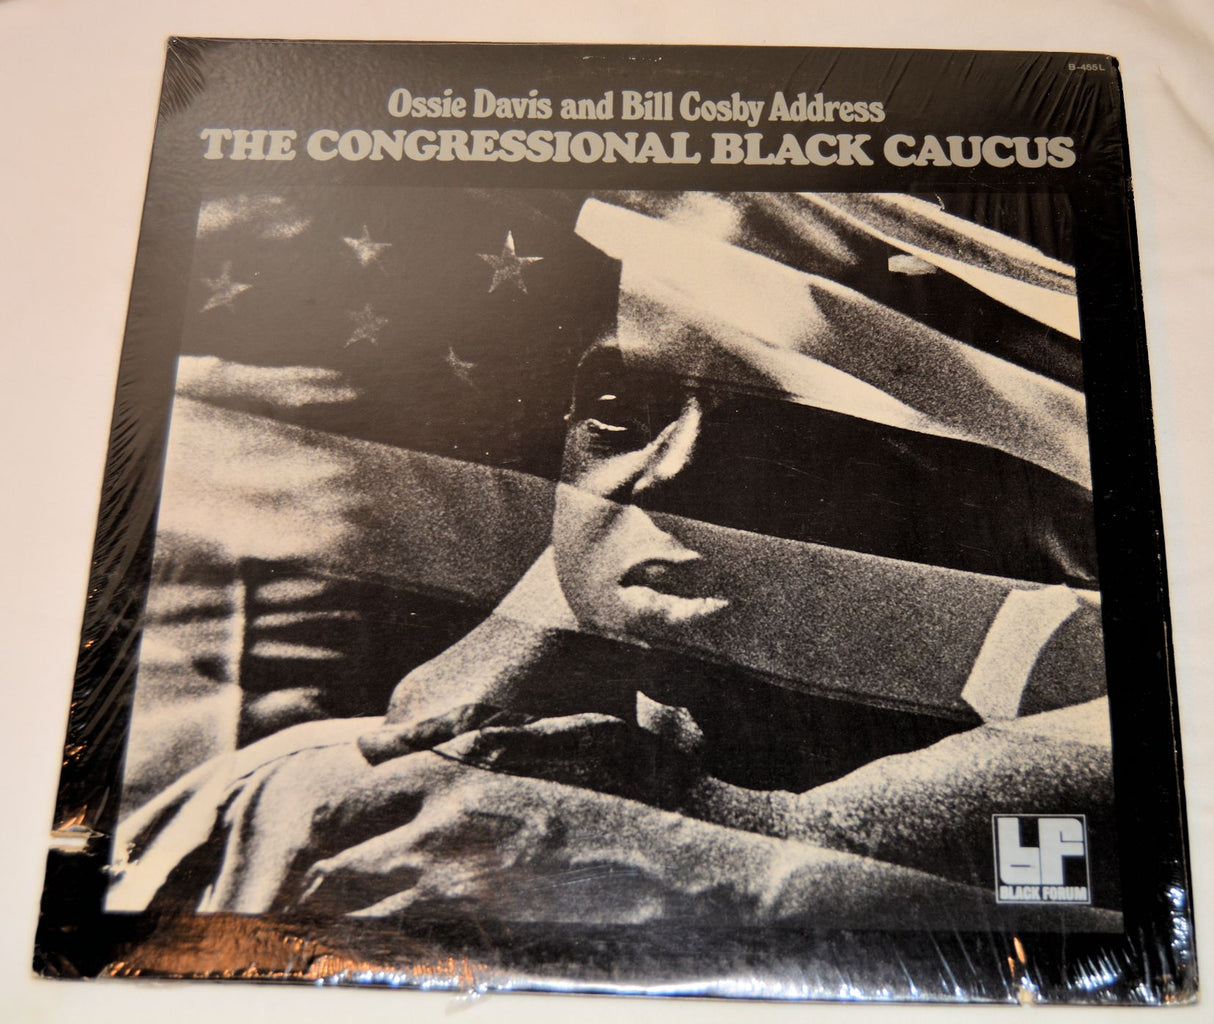 B-455L
Ossie Davis and Bill Cosby Address
THE CONGRESSIONAL BLACK CAUCUS
bf
BLACK FORUM